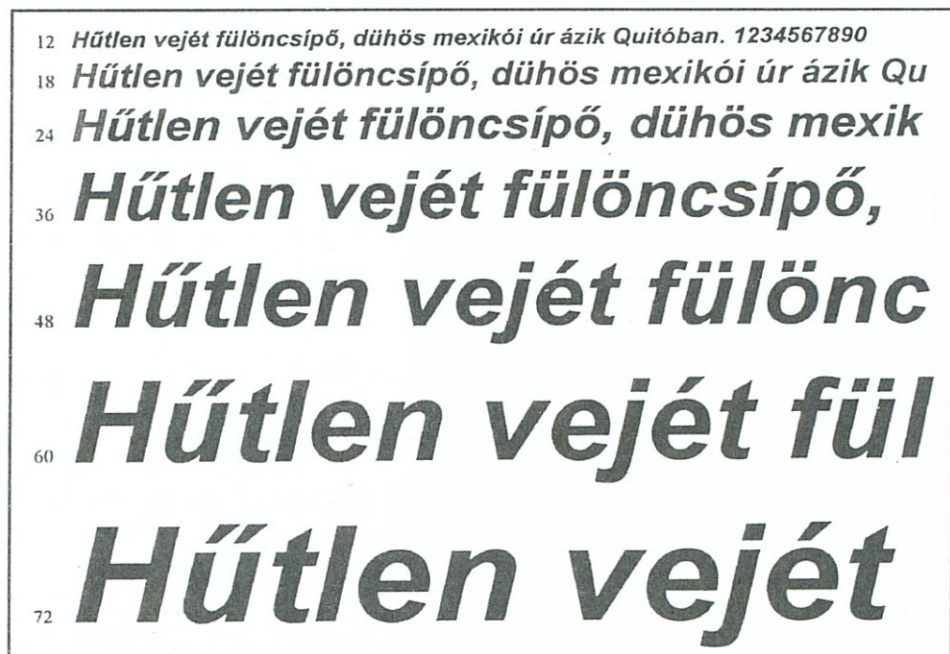 12 Hűtlen vejét fülöncsípő, dühös mexikói úr ázik Quitóban. 1234567890
18 Hűtlen vejét fülöncsípő, dühös mexikói úr ázik Qu
24 Hűtlen vejét fülöncsípő, dühös mexik
36 Hűtlen vejét fülöncsípő,
48 Hűtlen vejét fülönc
60 Hűtlen vejét fül
72 Hűtlen vejét